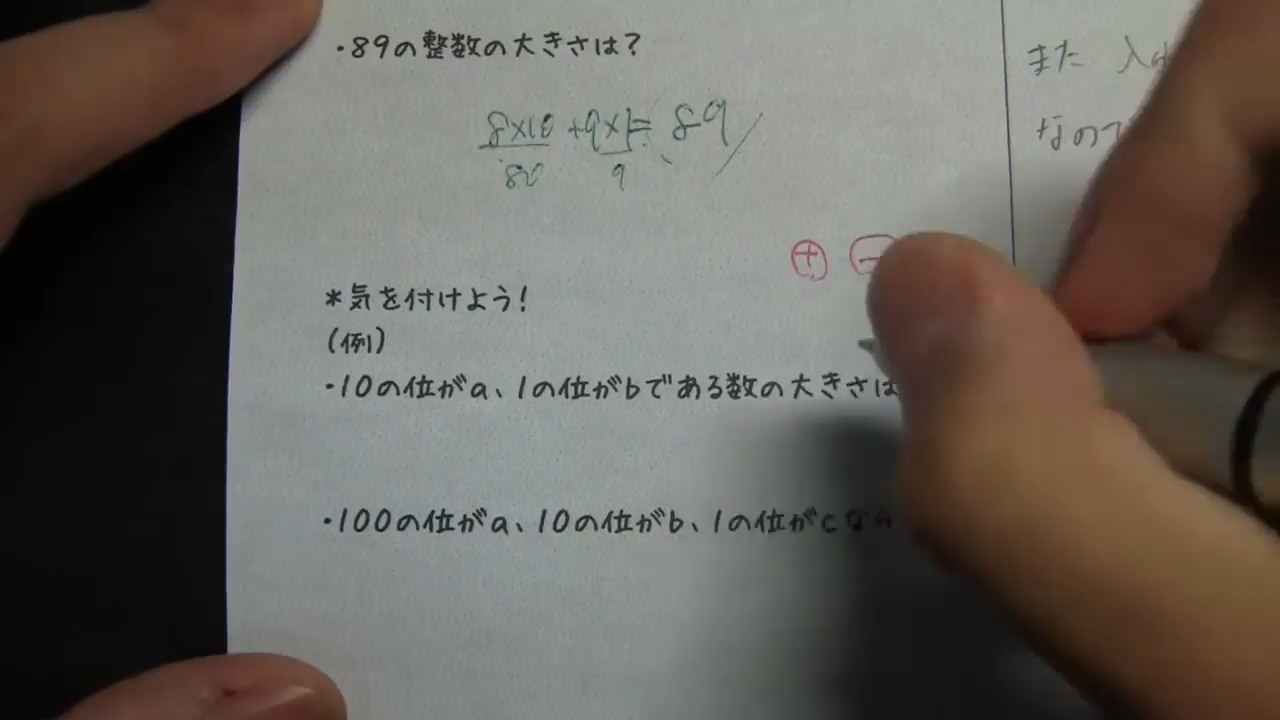 ・89の整数の大きさは?
8×10+9×1=89
80 9
+ -
*気を付けよう!
(例)
・10の位がa、1の位がbである数の大きさは
・100の位がa、10の位がb、1の位がcなら
また 入
なので